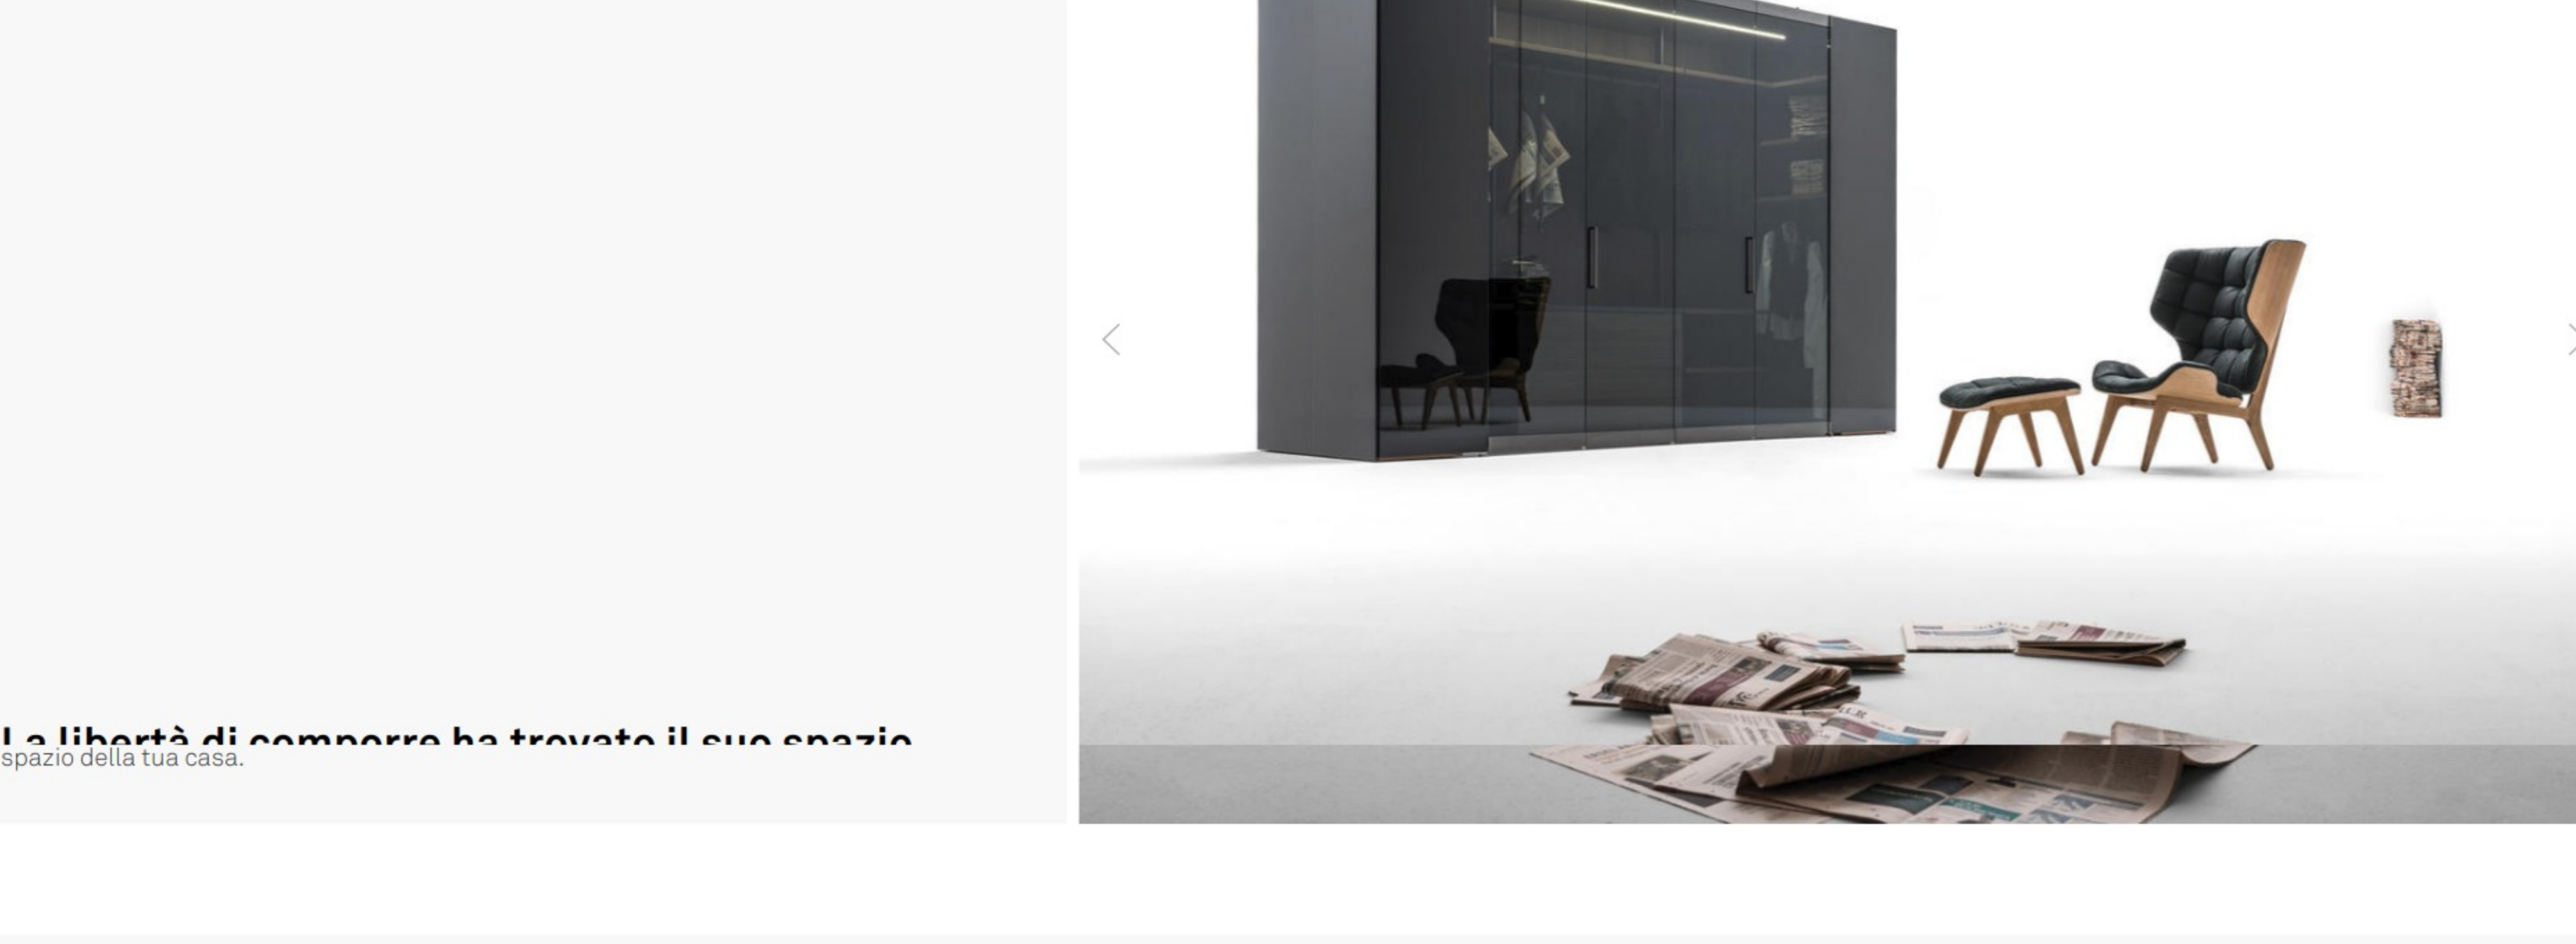 La libertà di comporre ha trovato il suo spazio
spazio della tua casa.